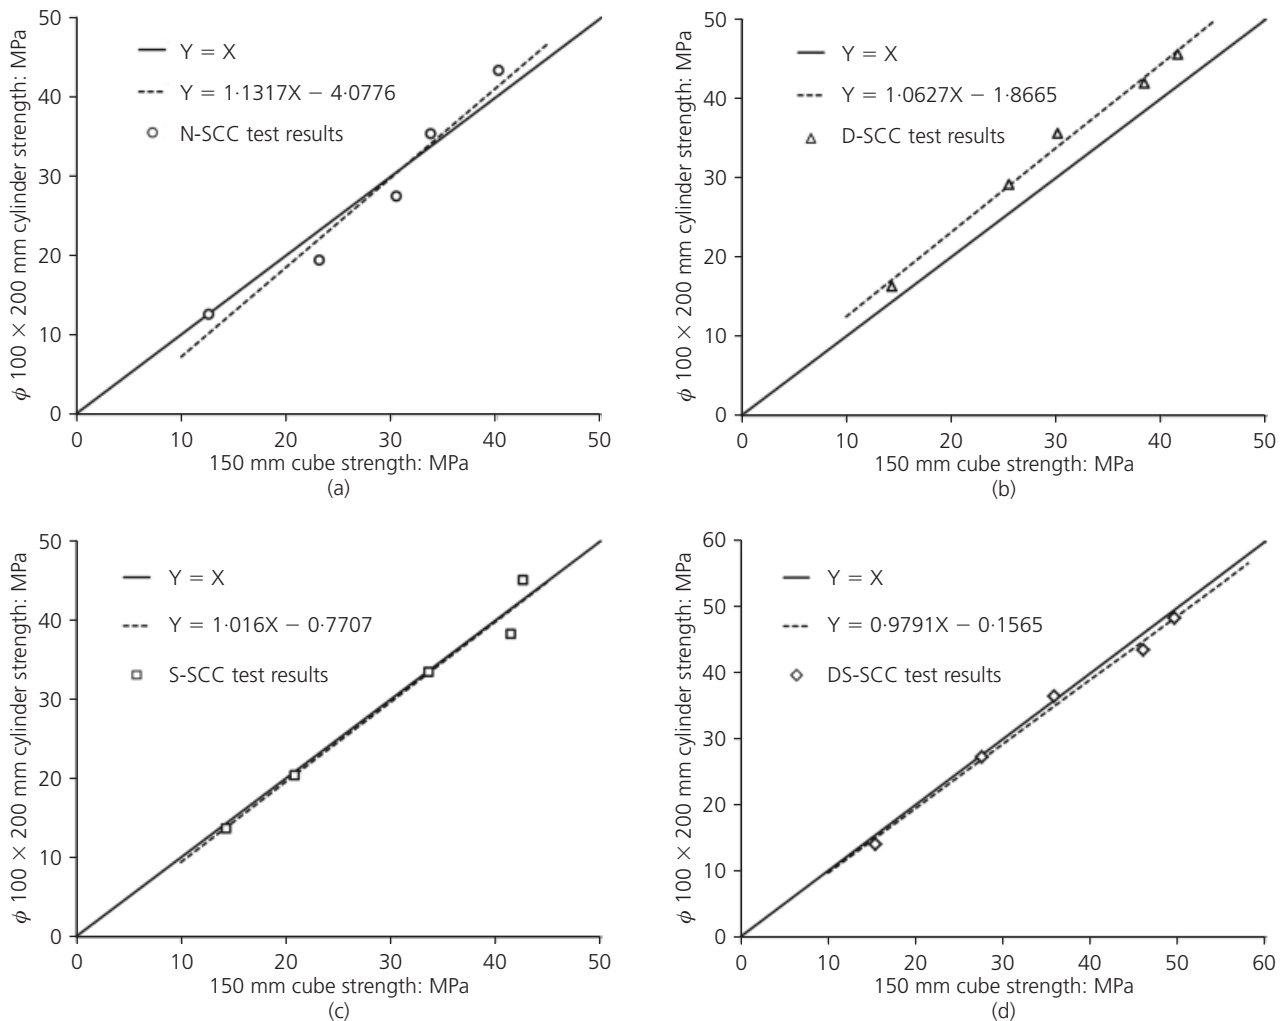 50
40
30
20
10
0
ϕ 100 × 200 mm cylinder strength: MPa
Y = X
Y = 1·1317X − 4·0776
N-SCC test results
0 10 20 30 40 50
150 mm cube strength: MPa
(a)
50
40
30
20
10
0
ϕ 100 × 200 mm cylinder strength: MPa
Y = X
Y = 1·0627X − 1·8665
D-SCC test results
0 10 20 30 40 50
150 mm cube strength: MPa
(b)
50
40
30
20
10
0
ϕ 100 × 200 mm cylinder strength: MPa
Y = X
Y = 1·016X − 0·7707
S-SCC test results
0 10 20 30 40 50
150 mm cube strength: MPa
(c)
60
50
40
30
20
10
0
ϕ 100 × 200 mm cylinder strength: MPa
Y = X
Y = 0·9791X − 0·1565
DS-SCC test results
0 10 20 30 40 50 60
150 mm cube strength: MPa
(d)